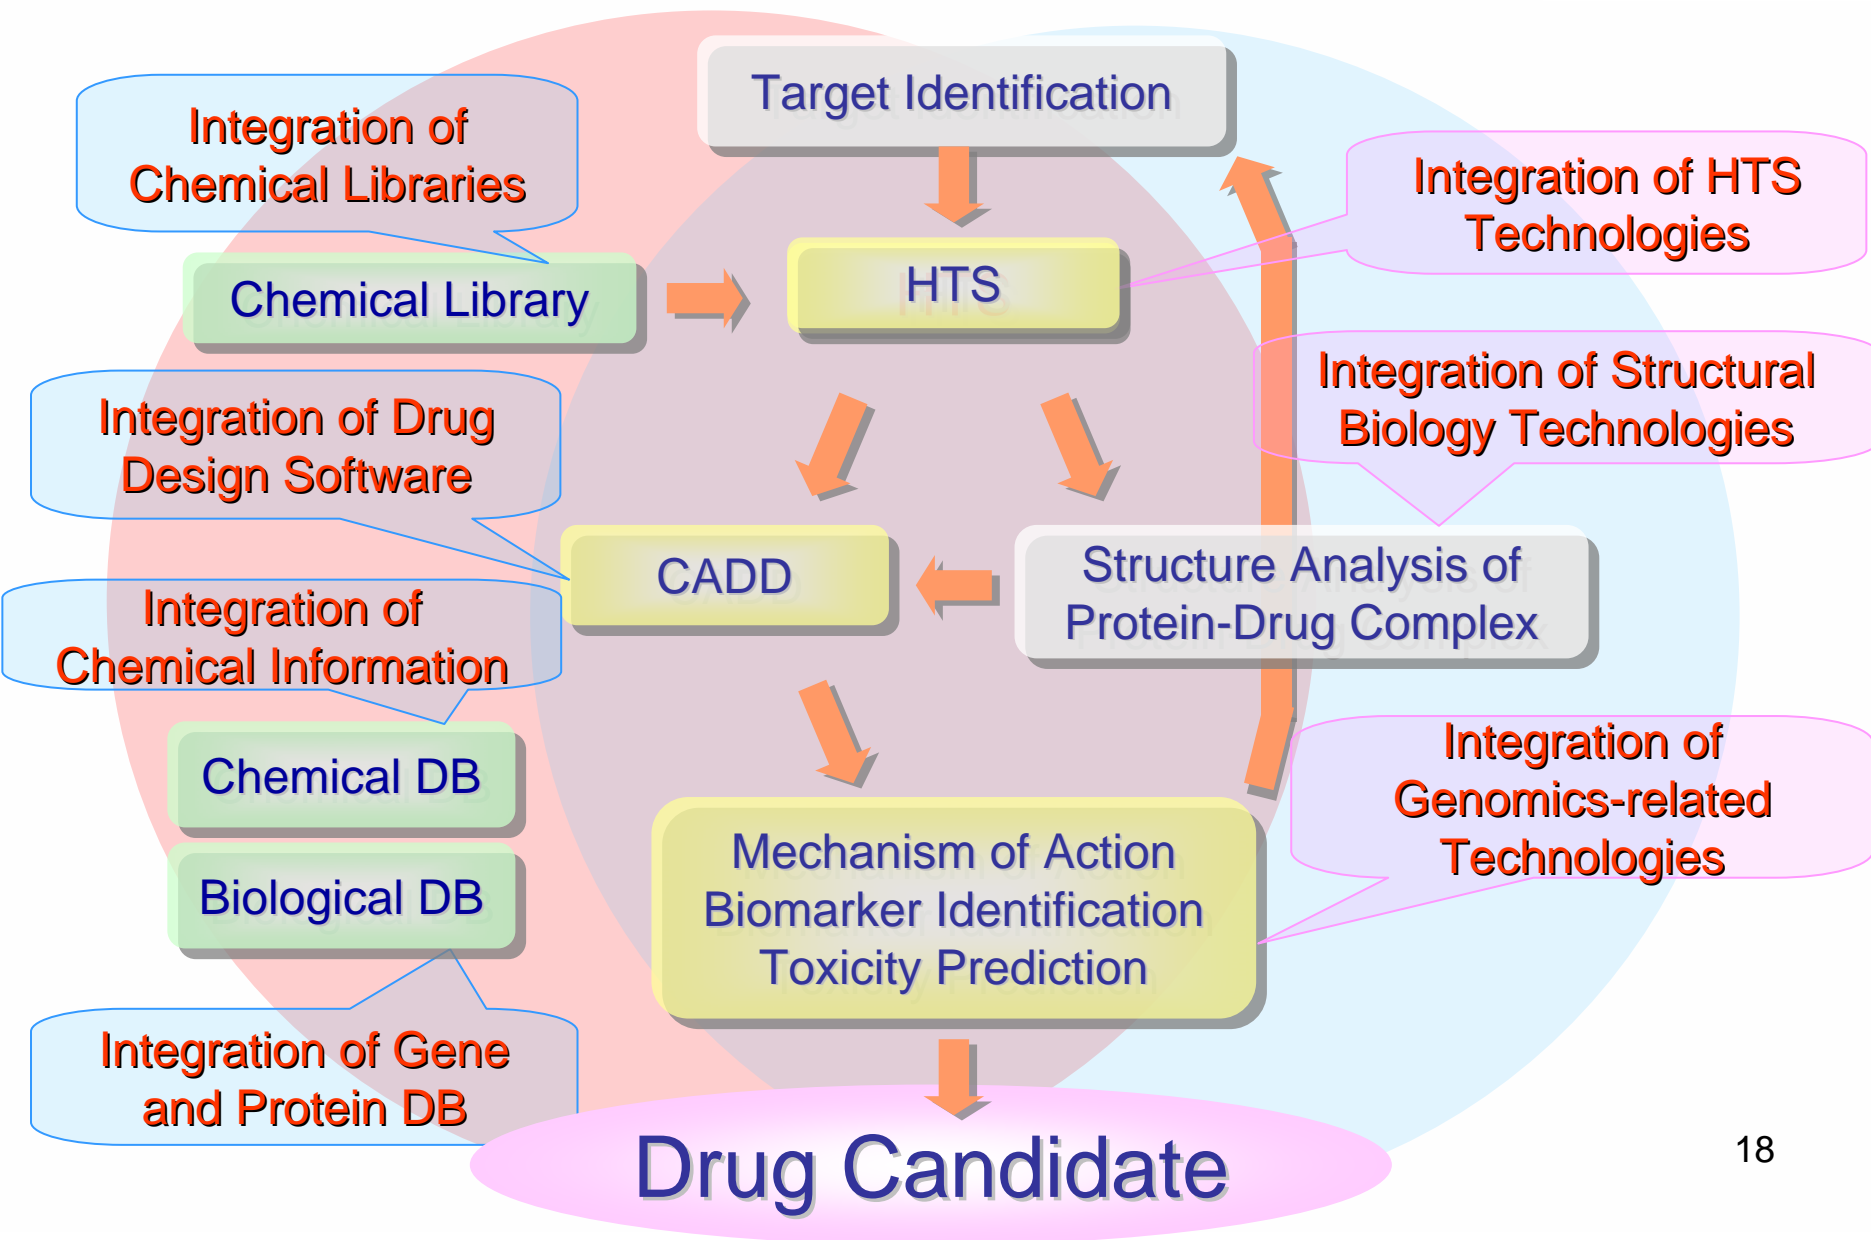 Target Identification
Integration of
Chemical Libraries
Integration of HTS
Technologies
Chemical Library
HTS
Integration of Structural
Biology Technologies
Integration of Drug
Design Software
CADD
Structure Analysis of
Protein-Drug Complex
Integration of
Chemical Information
Chemical DB
Integration of
Genomics-related
Technologies
Biological DB
Mechanism of Action
Biomarker Identification
Toxicity Prediction
Integration of Gene
and Protein DB
Drug Candidate
18